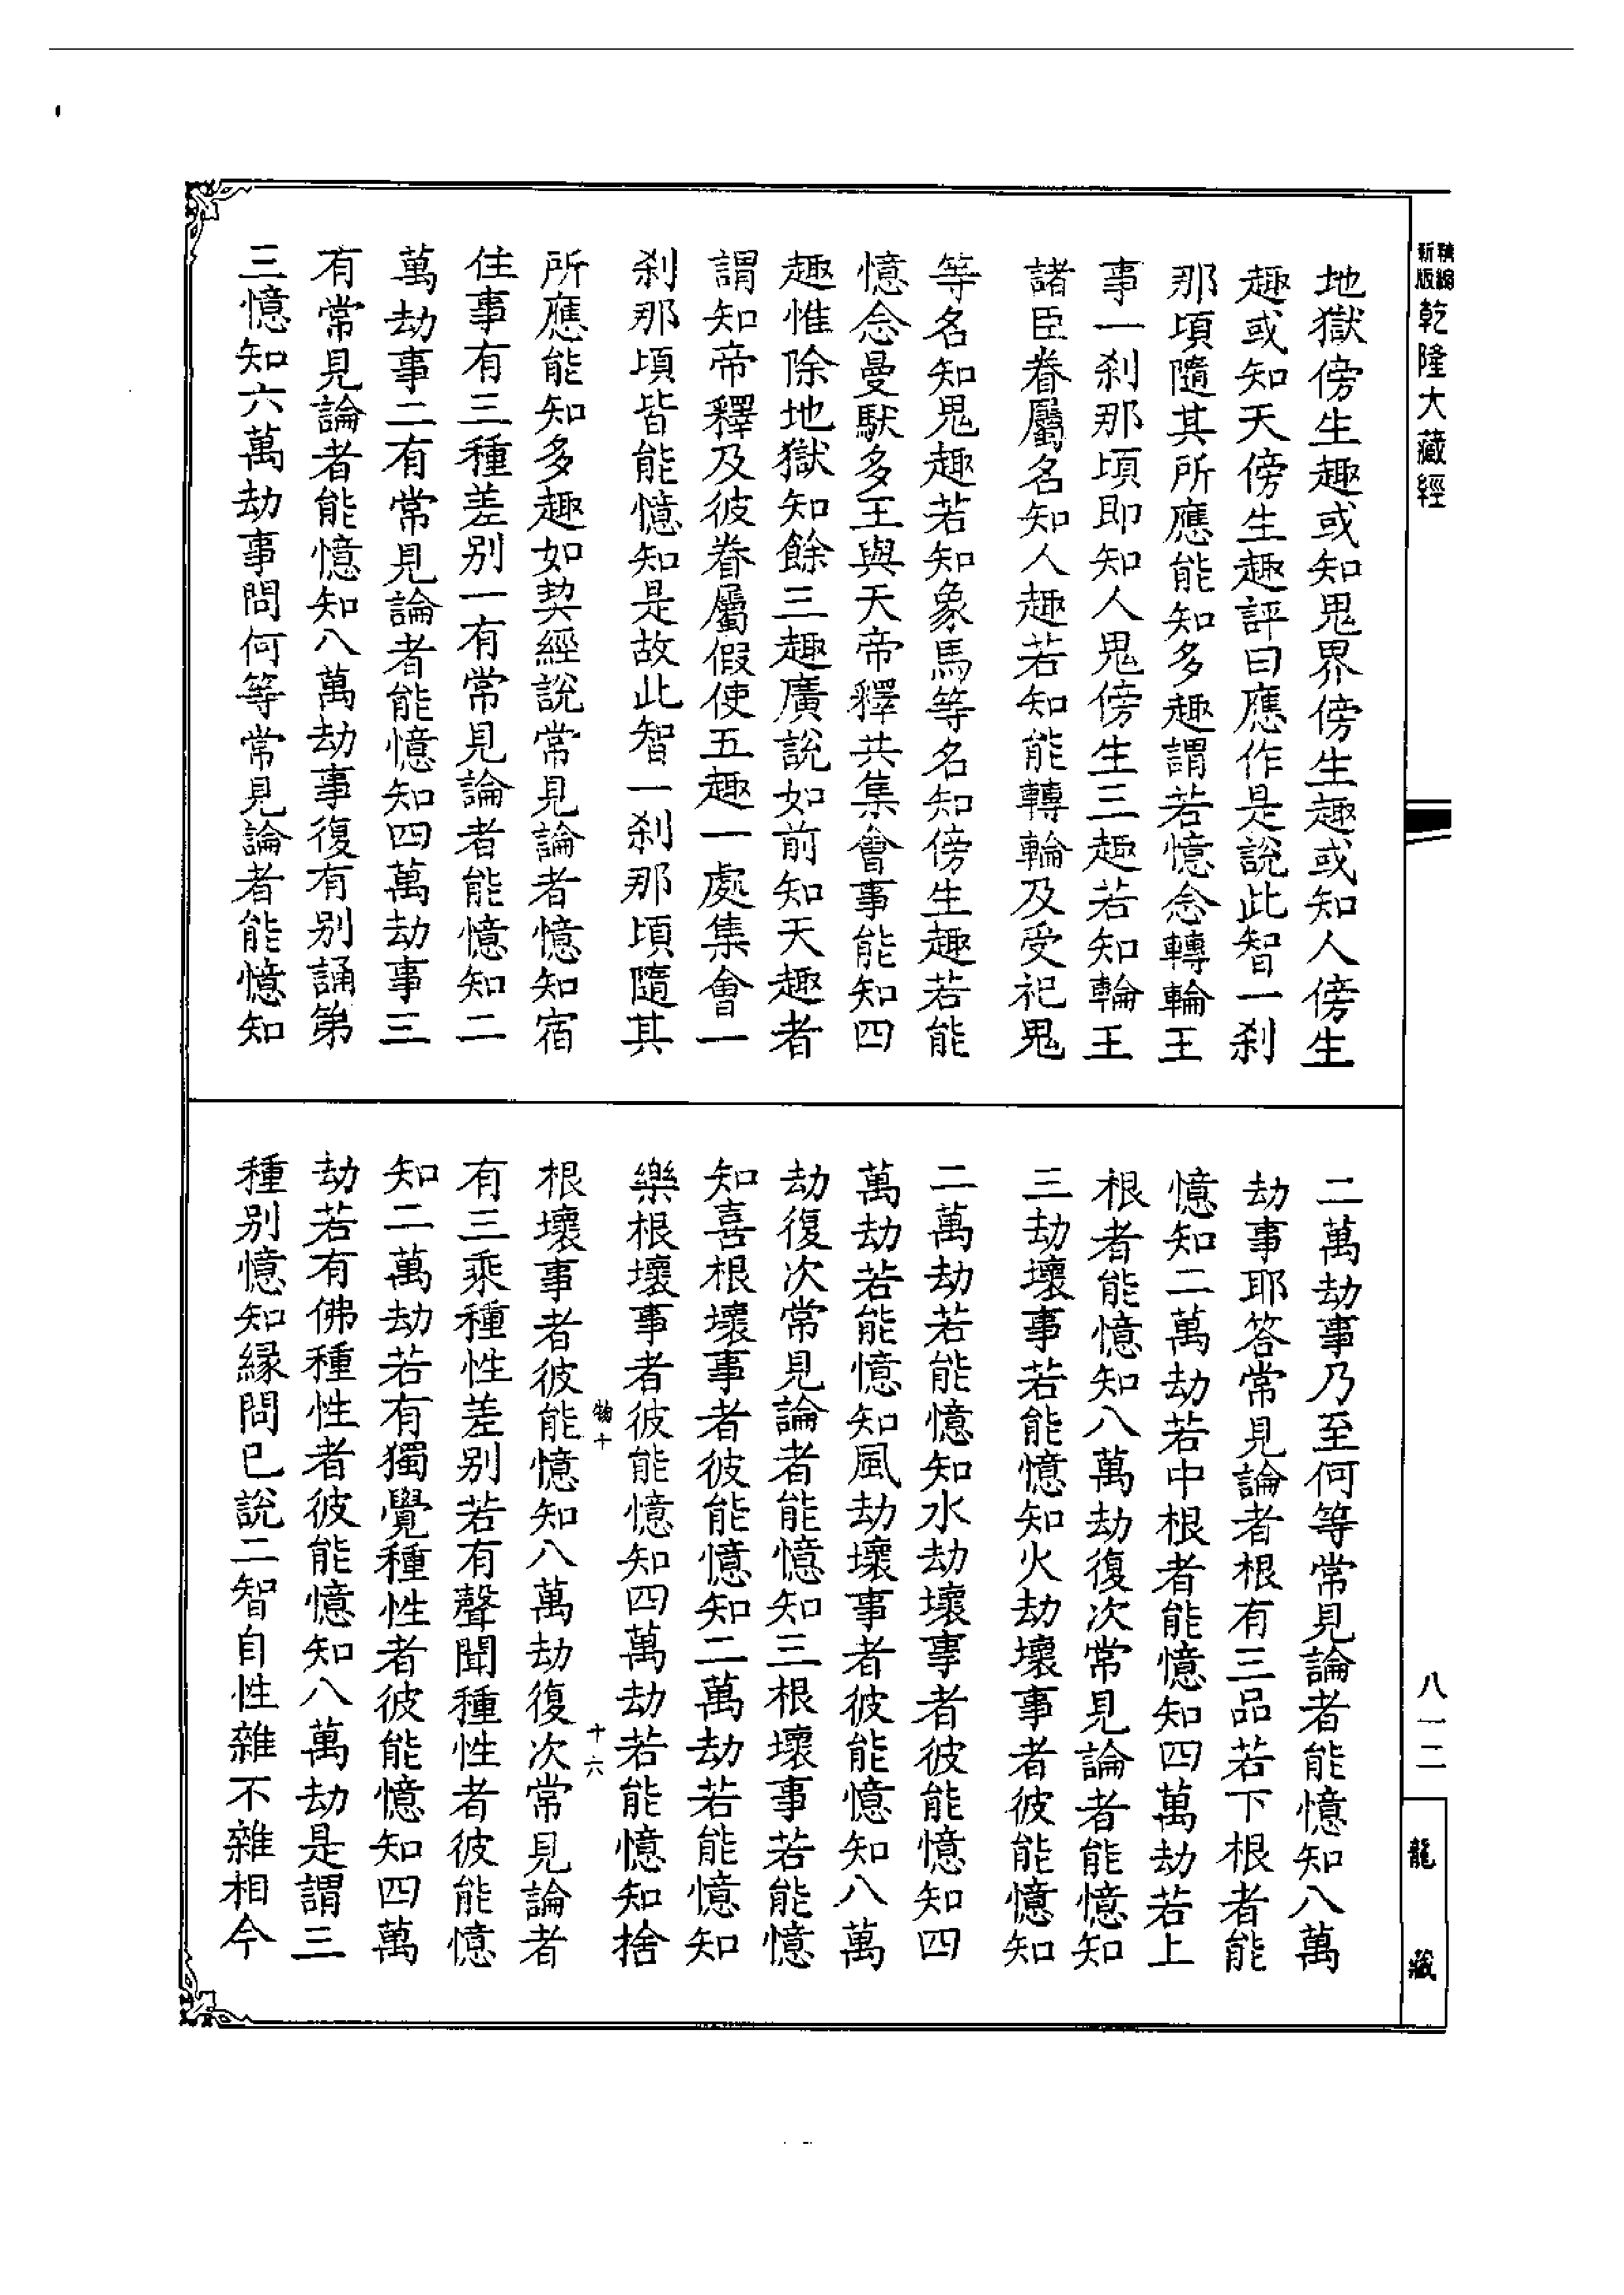 新編
新版
乾隆大藏經
八一二
龍藏
地獄傍生趣或知鬼界傍生趣或知人傍生
趣或知天傍生趣評曰應作是說此智一刹
那頃隨其所應能知多趣謂若憶念轉輪王
事一刹那頃即知人鬼傍生三趣若知輪王
諸臣眷屬名知人趣若知能轉輪及受祀鬼
等名知鬼趣若知象馬等名知傍生趣若能
憶念曼馱多王與天帝釋共集會事能知四
趣惟除地獄知餘三趣廣說如前知天趣者
謂知帝釋及彼眷屬假使五趣一處集會一
刹那頃皆能憶知是故此智一刹那頃隨其
所應能知多趣如契經說常見論者憶知宿
住事有三種差別一有常見論者能憶知二
萬劫事二有常見論者能憶知四萬劫事三
有常見論者能憶知八萬劫事復有別誦第
三憶知六萬劫事問何等常見論者能憶知
二萬劫事乃至何等常見論者能憶知八萬
劫事耶答常見論者根有三品若下根者能
憶知二萬劫若中根者能憶知四萬劫若上
根者能憶知八萬劫復次常見論者能憶知
三劫壞事若能憶知火劫壞事者彼能憶知
二萬劫若能憶知水劫壞事者彼能憶知四
萬劫若能憶知風劫壞事者彼能憶知八萬
劫復次常見論者能憶知三根壞事若能憶
知喜根壞事者彼能憶知二萬劫若能憶知
樂根壞事者彼能憶知四萬劫若能憶知捨
物十
十六
根壞事者彼能憶知八萬劫復次常見論者
有三乘種性差別若有聲聞種性者彼能憶
知二萬劫若有獨覺種性者彼能憶知四萬
劫若有佛種性者彼能憶知八萬劫是謂三
種別憶知緣問已說二智自性雜不雜相今